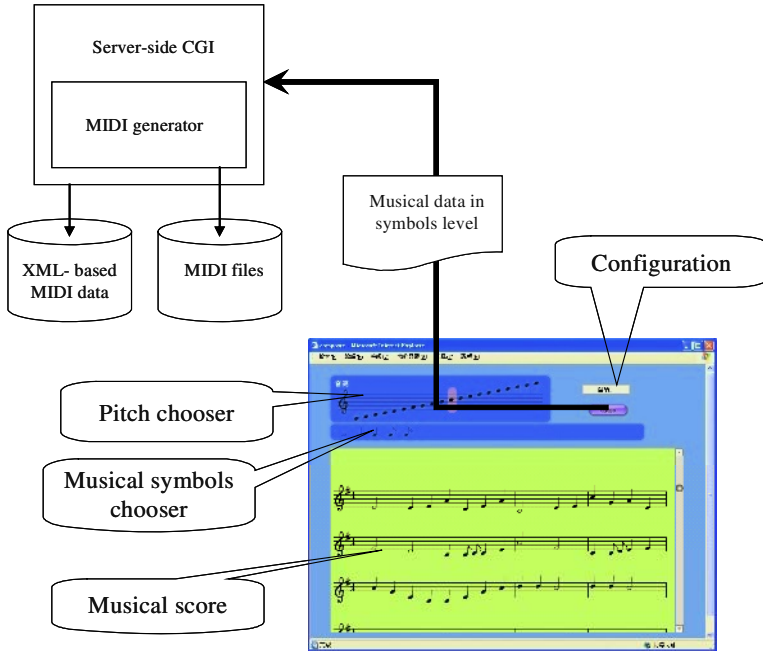 Server-side CGI
MIDI generator
XML- based
MIDI data
MIDI files
Musical data in
symbols level
Configuration
Pitch chooser
Musical symbols
chooser
Musical score